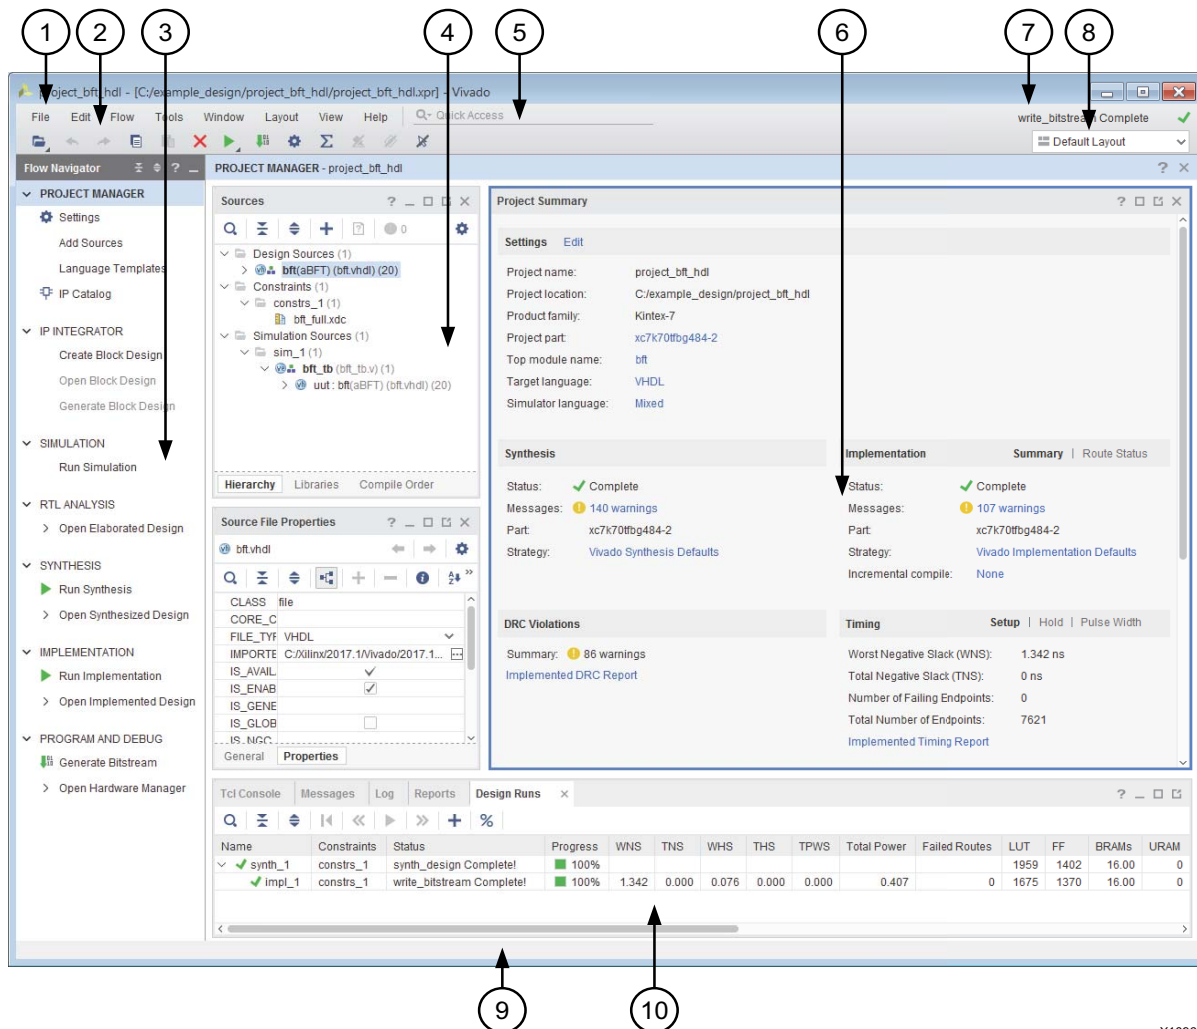 1 2 3 4 5 6 7 8
project_bft_hdl - [C:/example_design/project_bft_hdl/project_bft_hdl.xpr] - Vivado
File Edit Flow Tools Window Layout View Help Quick Access write_bitstream Complete
Default Layout
Flow Navigator PROJECT MANAGER - project_bft_hdl
PROJECT MANAGER
Settings
Add Sources
Language Templates
IP Catalog
IP INTEGRATOR
Create Block Design
Open Block Design
Generate Block Design
SIMULATION
Run Simulation
RTL ANALYSIS
Open Elaborated Design
SYNTHESIS
Run Synthesis
Open Synthesized Design
IMPLEMENTATION
Run Implementation
Open Implemented Design
PROGRAM AND DEBUG
Generate Bitstream
Open Hardware Manager
Sources
0
Design Sources (1)
bft(aBFT) (bft.vhdl) (20)
Constraints (1)
constrs_1 (1)
bft_full.xdc
Simulation Sources (1)
sim_1 (1)
bft_tb (bft_tb.v) (1)
uut : bft(aBFT) (bft.vhdl) (20)
Hierarchy Libraries Compile Order
Source File Properties
bft.vhdl
CLASS file
CORE_C
FILE_TYF VHDL
IMPORTE C:/Xilinx/2017.1/Vivado/2017.1...
IS_AVAIL
IS_ENAB
IS_GENE
IS_GLOB
IS_NGC
General Properties
Project Summary
Settings Edit
Project name: project_bft_hdl
Project location: C:/example_design/project_bft_hdl
Product family: Kintex-7
Project part: xc7k70tfbg484-2
Top module name: bft
Target language: VHDL
Simulator language: Mixed
Synthesis
Status: Complete
Messages: 140 warnings
Part: xc7k70tfbg484-2
Strategy: Vivado Synthesis Defaults
Implementation Summary | Route Status
Status: Complete
Messages: 107 warnings
Part: xc7k70tfbg484-2
Strategy: Vivado Implementation Defaults
Incremental compile: None
DRC Violations
Summary: 86 warnings
Implemented DRC Report
Timing Setup | Hold | Pulse Width
Worst Negative Slack (WNS): 1.342 ns
Total Negative Slack (TNS): 0 ns
Number of Failing Endpoints: 0
Total Number of Endpoints: 7621
Implemented Timing Report
Tcl Console Messages Log Reports Design Runs
Name Constraints Status Progress WNS TNS WHS THS TPWS Total Power Failed Routes LUT FF BRAMs URAM
synth_1 constrs_1 synth_design Complete! 100% 1959 1402 16.00 0
impl_1 constrs_1 write_bitstream Complete! 100% 1.342 0.000 0.076 0.000 0.000 0.407 0 1675 1370 16.00 0
9 10